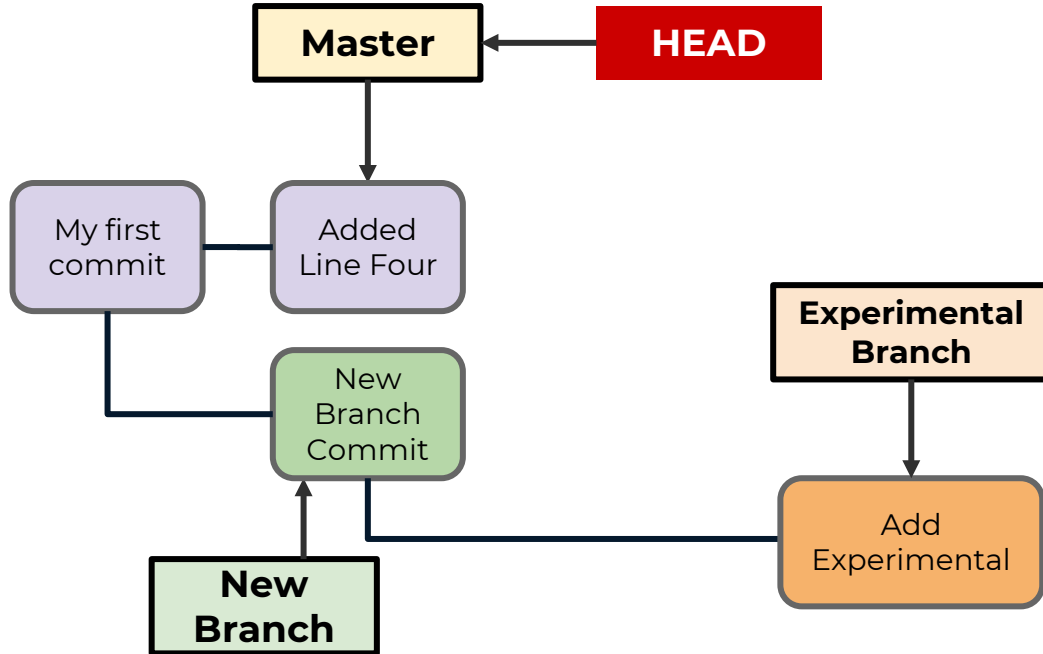 Master
HEAD
My first
commit
Added
Line Four
Experimental
Branch
New
Branch
Commit
Add
Experimental
New
Branch